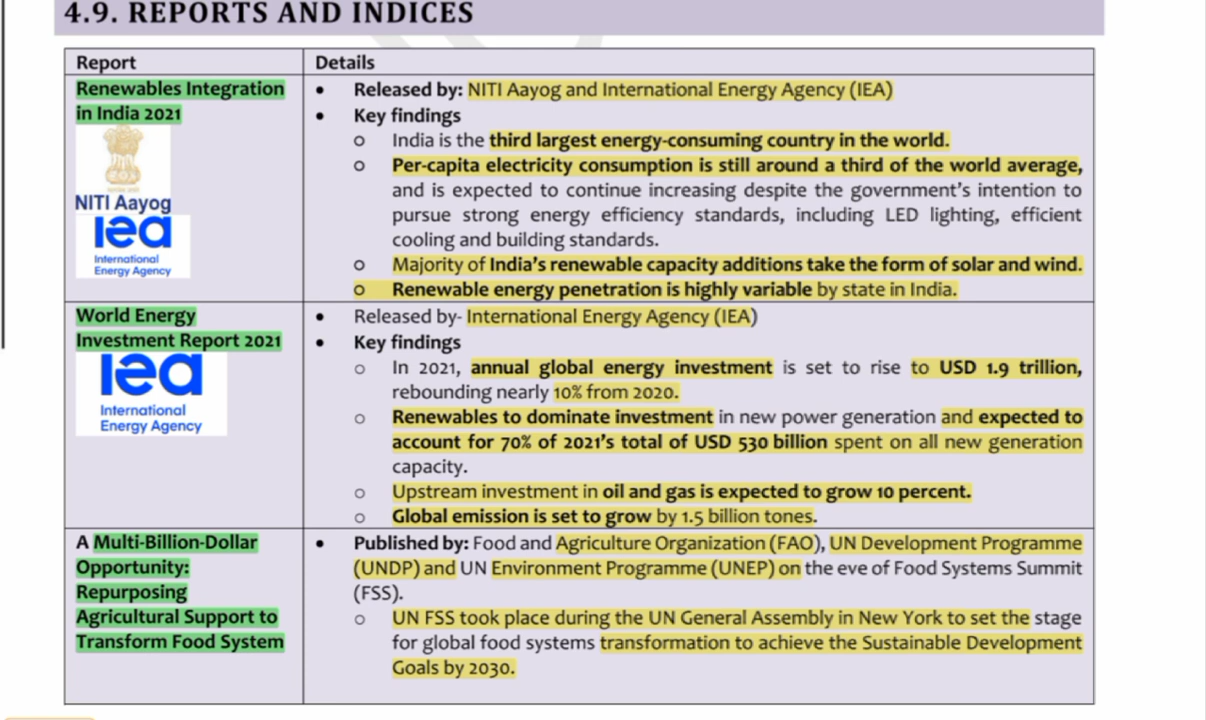 4.9. REPORTS AND INDICES
Report
Details
Renewables Integration
in India 2021
NITI Aayog
iea
International
Energy Agency
• Released by: NITI Aayog and International Energy Agency (IEA)
• Key findings
o India is the third largest energy-consuming country in the world.
o Per-capita electricity consumption is still around a third of the world average,
and is expected to continue increasing despite the government's intention to
pursue strong energy efficiency standards, including LED lighting, efficient
cooling and building standards.
o Majority of India's renewable capacity additions take the form of solar and wind.
o Renewable energy penetration is highly variable by state in India.
World Energy
Investment Report 2021
iea
International
Energy Agency
• Released by- International Energy Agency (IEA)
• Key findings
o In 2021, annual global energy investment is set to rise to USD 1.9 trillion,
rebounding nearly 10% from 2020.
o Renewables to dominate investment in new power generation and expected to
account for 70% of 2021's total of USD 530 billion spent on all new generation
capacity.
o Upstream investment in oil and gas is expected to grow 10 percent.
o Global emission is set to grow by 1.5 billion tones.
A Multi-Billion-Dollar
Opportunity:
Repurposing
Agricultural Support to
Transform Food System
• Published by: Food and Agriculture Organization (FAO), UN Development Programme
(UNDP) and UN Environment Programme (UNEP) on the eve of Food Systems Summit
(FSS).
o UN FSS took place during the UN General Assembly in New York to set the stage
for global food systems transformation to achieve the Sustainable Development
Goals by 2030.